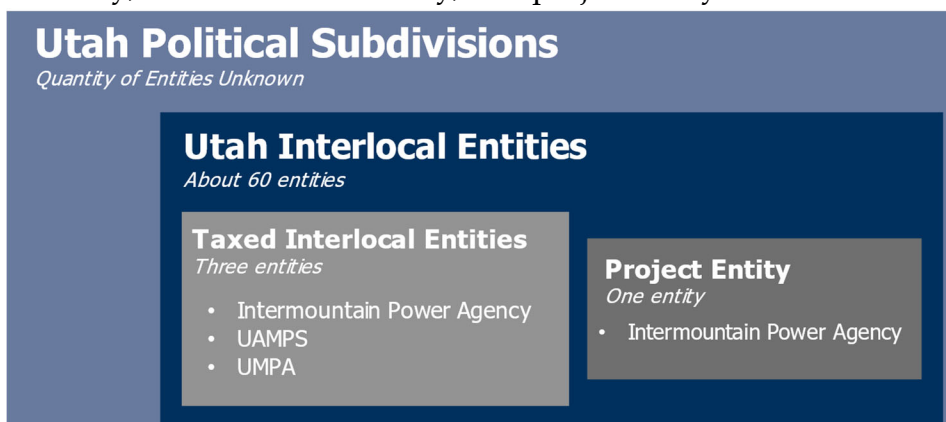 Utah Political Subdivisions
Quantity of Entities Unknown
Utah Interlocal Entities
About 60 entities
Taxed Interlocal Entities
Three entities
• Intermountain Power Agency
• UAMPS
• UMPA
Project Entity
One entity
• Intermountain Power Agency